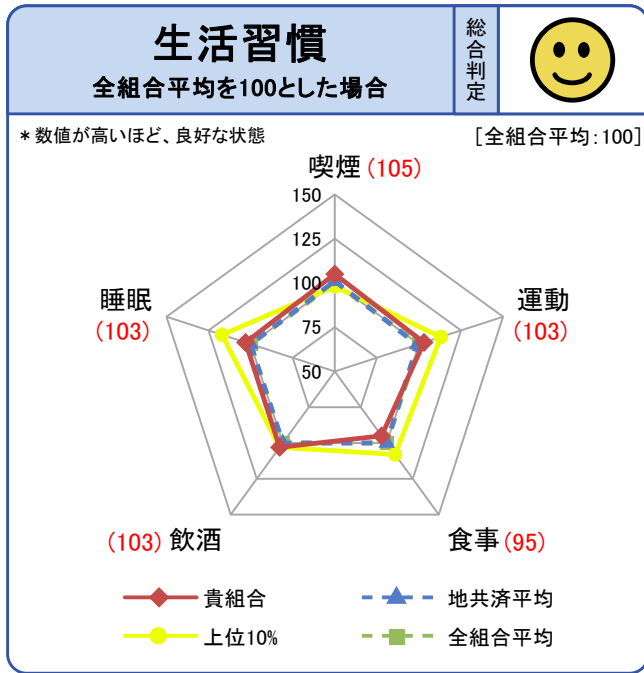 生活習慣
全組合平均を100とした場合
総合判定
*数値が高いほど、良好な状態
[全組合平均:100]
喫煙(105)
150
125
100
75
50
運動
(103)
食事(95)
(103)飲酒
睡眠
(103)
貴組合
地共済平均
上位10%
全組合平均